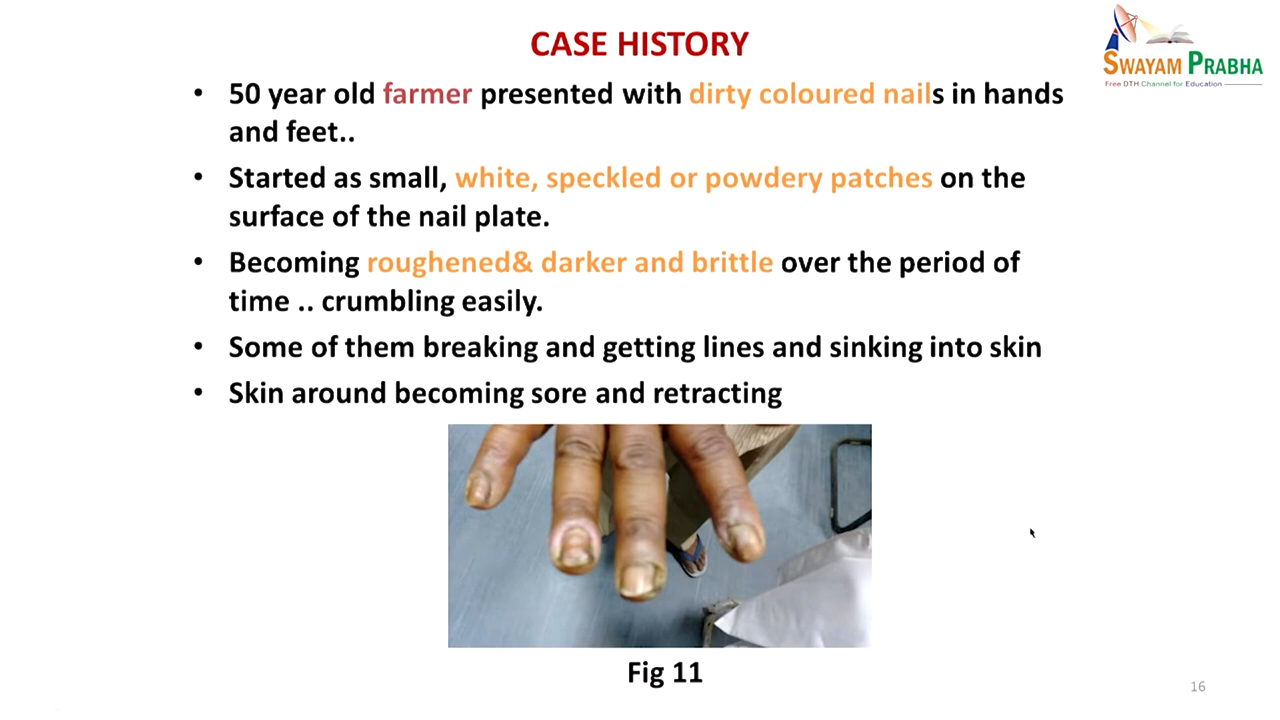 CASE HISTORY
SWAYAM PRABHA
Free DTH Channel for Education
• 50 year old farmer presented with dirty coloured nails in hands
and feet..
• Started as small, white, speckled or powdery patches on the
surface of the nail plate.
• Becoming roughened& darker and brittle over the period of
time .. crumbling easily.
• Some of them breaking and getting lines and sinking into skin
• Skin around becoming sore and retracting
Fig 11
16